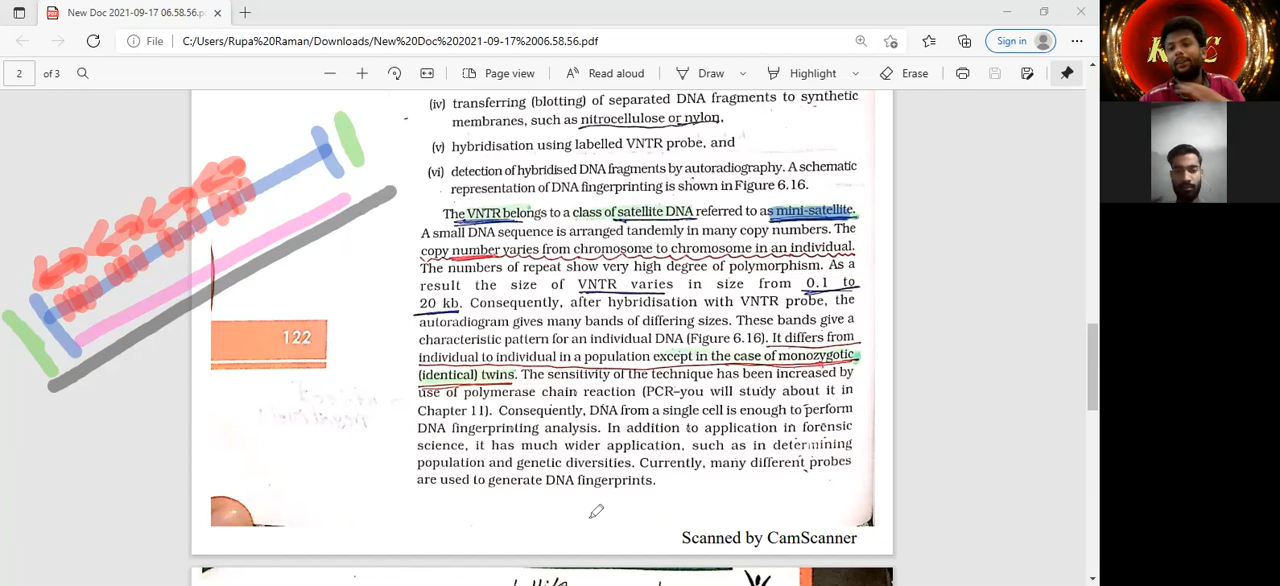 New Doc 2021-09-17 06.58.56.p
File
C:/Users/Rupa%20Raman/Downloads/New%20Doc%202021-09-17%2006.58.56.pdf
Sign in
2
of 3
Page view
Read aloud
Draw
Highlight
Erase
(iv) transferring (blotting) of separated DNA fragments to synthetic
membranes, such as nitrocellulose or nylon,
(v) hybridisation using labelled VNTR probe, and
(vi) detection of hybridised DNA fragments by autoradiography. A schematic
representation of DNA fingerprinting is shown in Figure 6.16.
The VNTR belongs to a class of satellite DNA referred to as mini-satellite.
A small DNA sequence is arranged tandemly in many copy numbers. The
copy number varies from chromosome to chromosome in an individual.
The numbers of repeat show very high degree of polymorphism. As a
result the size of VNTR varies in size from 0.1 to
20 kb. Consequently, after hybridisation with VNTR probe, the
autoradiogram gives many bands of differing sizes. These bands give a
characteristic pattern for an individual DNA (Figure 6.16). It differs from
individual to individual in a population except in the case of monozygotic
(identical) twins. The sensitivity of the technique has been increased by
use of polymerase chain reaction (PCR–you will study about it in
Chapter 11). Consequently, DNA from a single cell is enough to perform
DNA fingerprinting analysis. In addition to application in forensic
science, it has much wider application, such as in determining
population and genetic diversities. Currently, many different probes
are used to generate DNA fingerprints.
122
Scanned by CamScanner